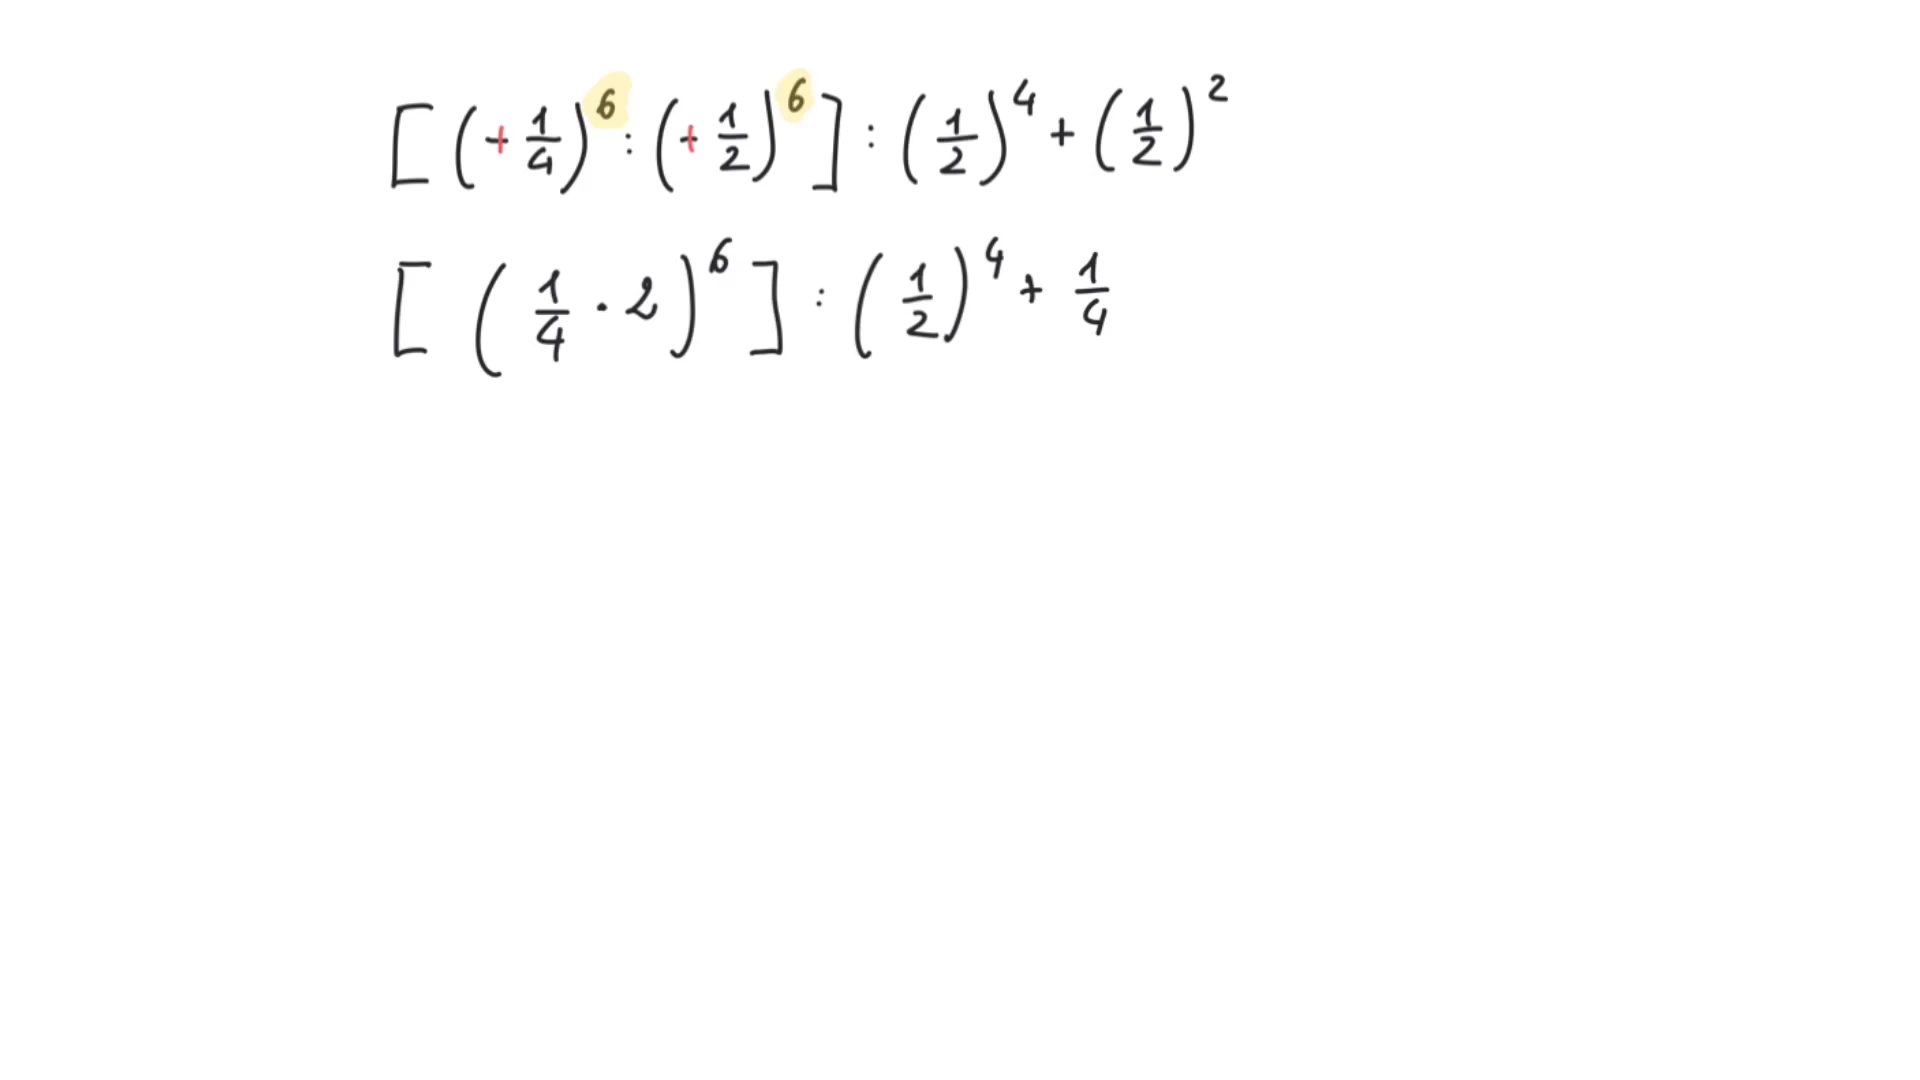 [(+1/4)^6 : (+1/2)^6] : (1/2)^4 + (1/2)^2
[(1/4 · 2)^6] : (1/2)^4 + 1/4